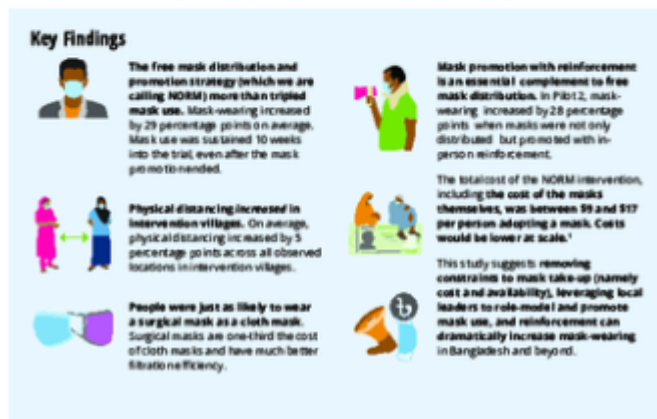 Key Findings
The free mask distribution and
promotion strategy (which we are
calling NORM) more than tripled
mask use. Mask-wearing increased
by 29 percentage points on average.
Mask use was sustained 10 weeks
into the trial, even after the mask
promotion ended.
Physical distancing increased in
intervention villages. On average,
physical distancing increased by 5
percentage points across all observed
locations in intervention villages.
People were just as likely to wear
a surgical mask as a cloth mask.
Surgical masks are one-third the cost
of cloth masks and have much better
filtration efficiency.
Mask promotion with reinforcement
is an essential complement to free
mask distribution. In Pilot 2, mask-
wearing increased by 28 percentage
points when masks were not only
distributed but promoted with in-
person reinforcement.
The total cost of the NORM intervention,
including the cost of the masks
themselves, was between $9 and $17
per person adopting a mask. Costs
would be lower at scale.¹
This study suggests removing
constraints to mask take-up (namely
cost and availability), leveraging local
leaders to role-model and promote
mask use, and reinforcement can
dramatically increase mask-wearing
in Bangladesh and beyond.